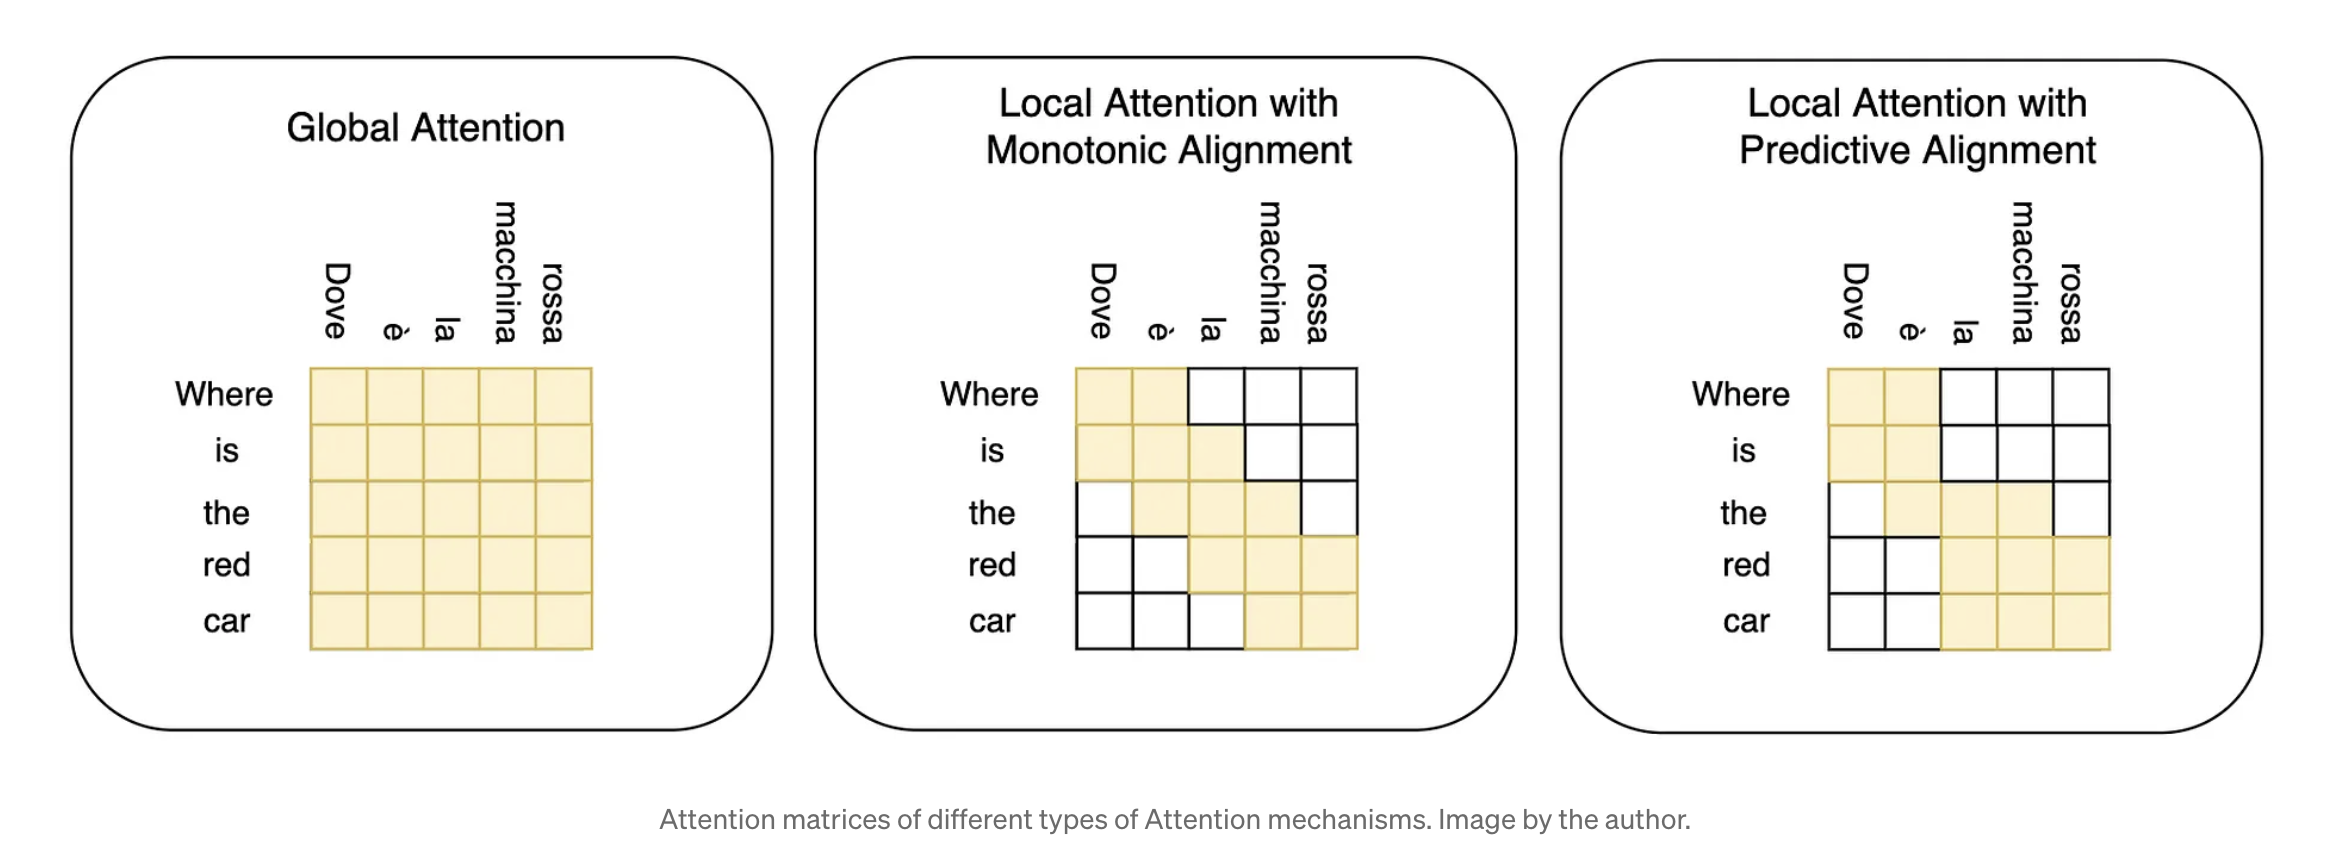 Global Attention
Dove
è
la
macchina
rossa
Where
is
the
red
car
Local Attention with
Monotonic Alignment
Dove
è
la
macchina
rossa
Where
is
the
red
car
Local Attention with
Predictive Alignment
Dove
è
la
macchina
rossa
Where
is
the
red
car
Attention matrices of different types of Attention mechanisms. Image by the author.